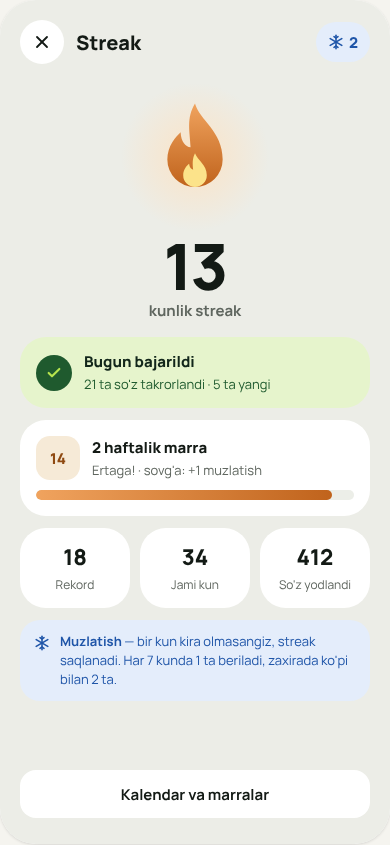 Streak
2
13
kunlik streak
Bugun bajarildi
21 ta so'z takrorlandi · 5 ta yangi
14
2 haftalik marra
Ertaga! · sovg'a: +1 muzlatish
18
Rekord
34
Jami kun
412
So'z yodlandi
Muzlatish — bir kun kira olmasangiz, streak
saqlanadi. Har 7 kunda 1 ta beriladi, zaxirada ko'pi
bilan 2 ta.
Kalendar va marralar